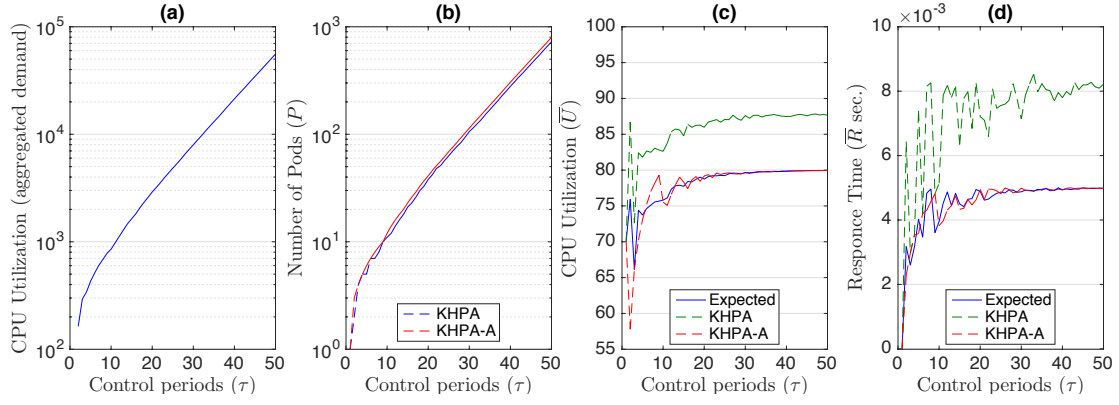 (a)
CPU Utilization (aggregated demand)
10^5
10^4
10^3
10^2
0 10 20 30 40 50
Control periods (τ)
(b)
Number of Pods (P)
10^3
10^2
10^1
10^0
KHPA
KHPA-A
0 10 20 30 40 50
Control periods (τ)
(c)
CPU Utilization (U̅)
100
95
90
85
80
75
70
65
60
55
Expected
KHPA
KHPA-A
0 10 20 30 40 50
Control periods (τ)
(d)
×10^-3
Responce Time (R̅ sec.)
10
8
6
4
2
0
Expected
KHPA
KHPA-A
0 10 20 30 40 50
Control periods (τ)